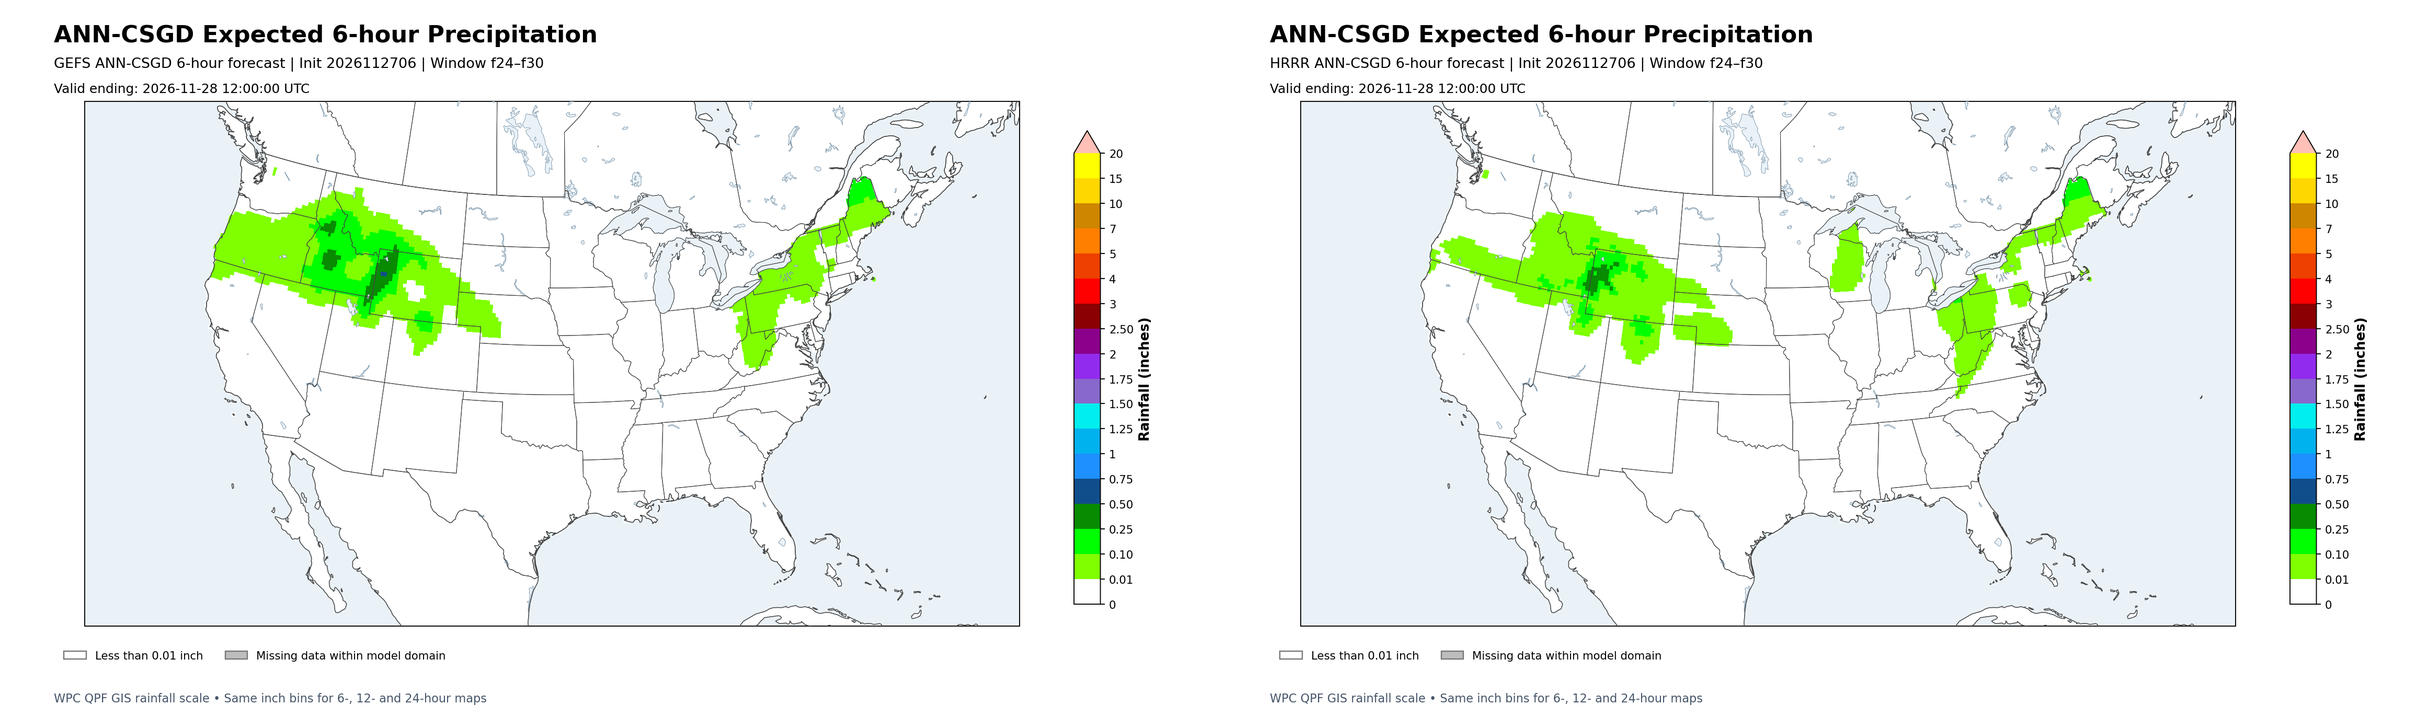 ANN-CSGD Expected 6-hour Precipitation
GEFS ANN-CSGD 6-hour forecast | Init 2026112706 | Window f24–f30
Valid ending: 2026-11-28 12:00:00 UTC
20
15
10
7
5
4
3
2.50
2
1.75
1.50
1.25
1
0.75
0.50
0.25
0.10
0.01
0
Rainfall (inches)
Less than 0.01 inch
Missing data within model domain
WPC QPF GIS rainfall scale • Same inch bins for 6-, 12- and 24-hour maps
ANN-CSGD Expected 6-hour Precipitation
HRRR ANN-CSGD 6-hour forecast | Init 2026112706 | Window f24–f30
Valid ending: 2026-11-28 12:00:00 UTC
20
15
10
7
5
4
3
2.50
2
1.75
1.50
1.25
1
0.75
0.50
0.25
0.10
0.01
0
Rainfall (inches)
Less than 0.01 inch
Missing data within model domain
WPC QPF GIS rainfall scale • Same inch bins for 6-, 12- and 24-hour maps